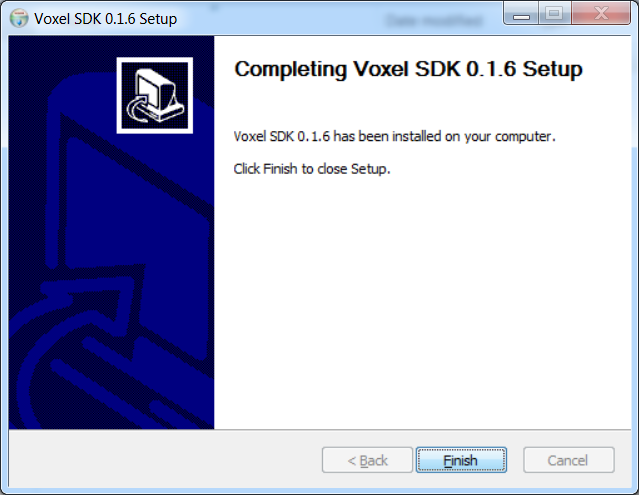 Voxel SDK 0.1.6 Setup
Date modified
Completing Voxel SDK 0.1.6 Setup
Voxel SDK 0.1.6 has been installed on your computer.
Click Finish to close Setup.
< Back
Finish
Cancel